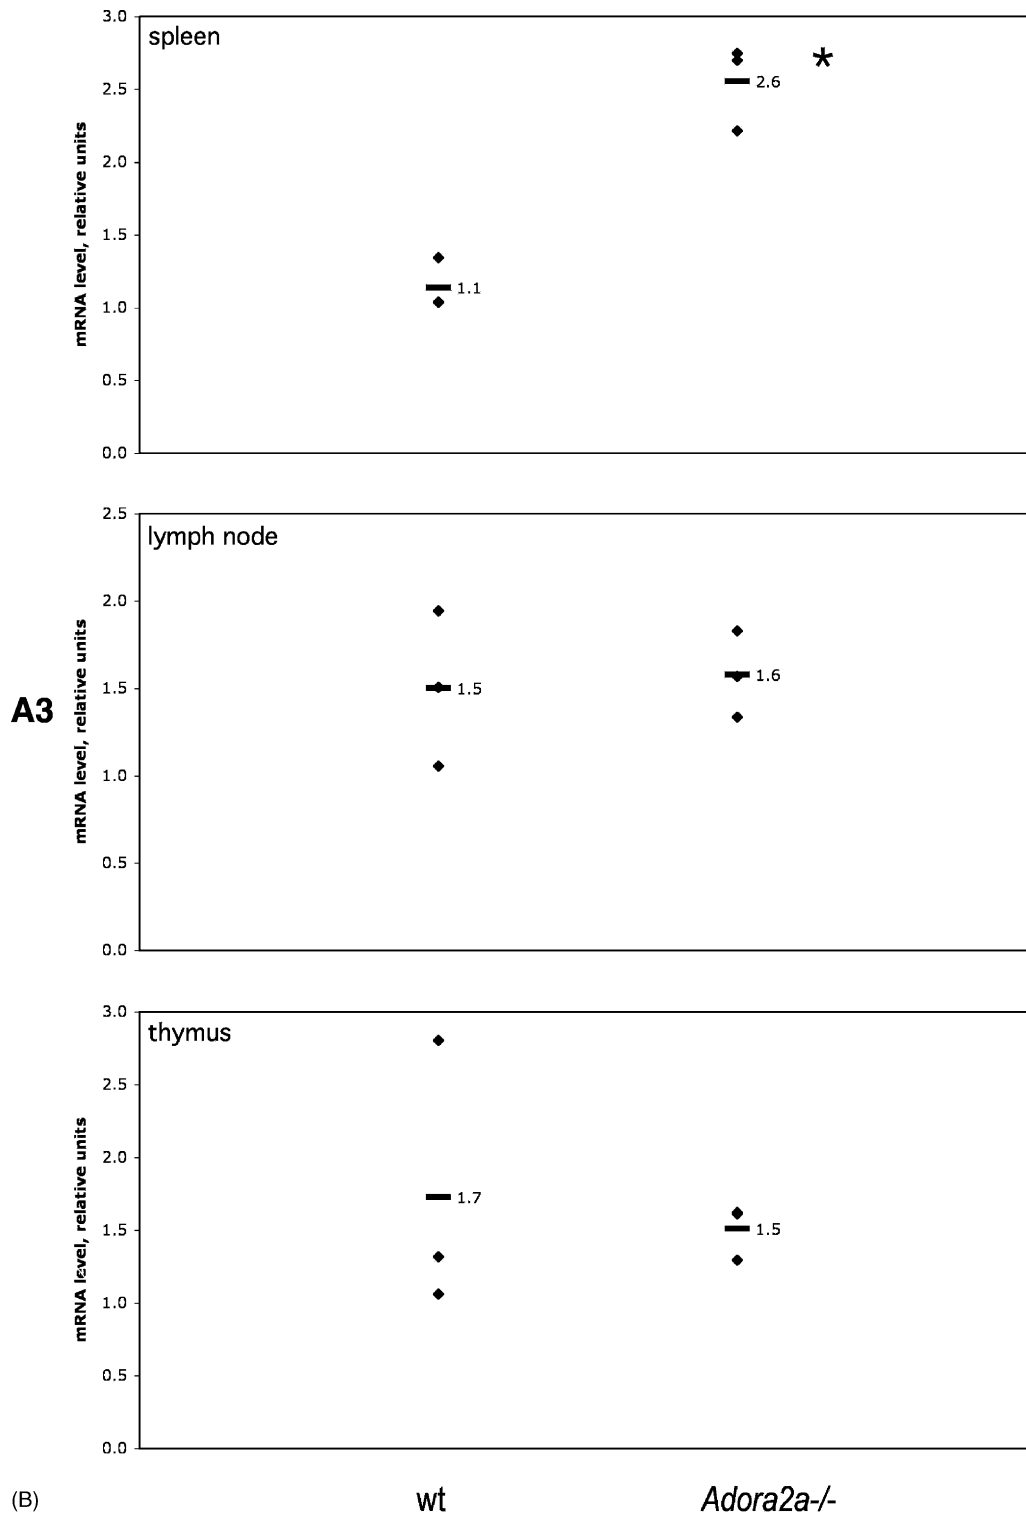 spleen
mRNA level, relative units
3.0
2.5
2.0
1.5
1.0
0.5
0.0
1.1
2.6
*
A3
lymph node
mRNA level, relative units
2.5
2.0
1.5
1.0
0.5
0.0
1.5
1.6
thymus
mRNA level, relative units
3.0
2.5
2.0
1.5
1.0
0.5
0.0
1.7
1.5
(B)
wt
Adora2a-/-